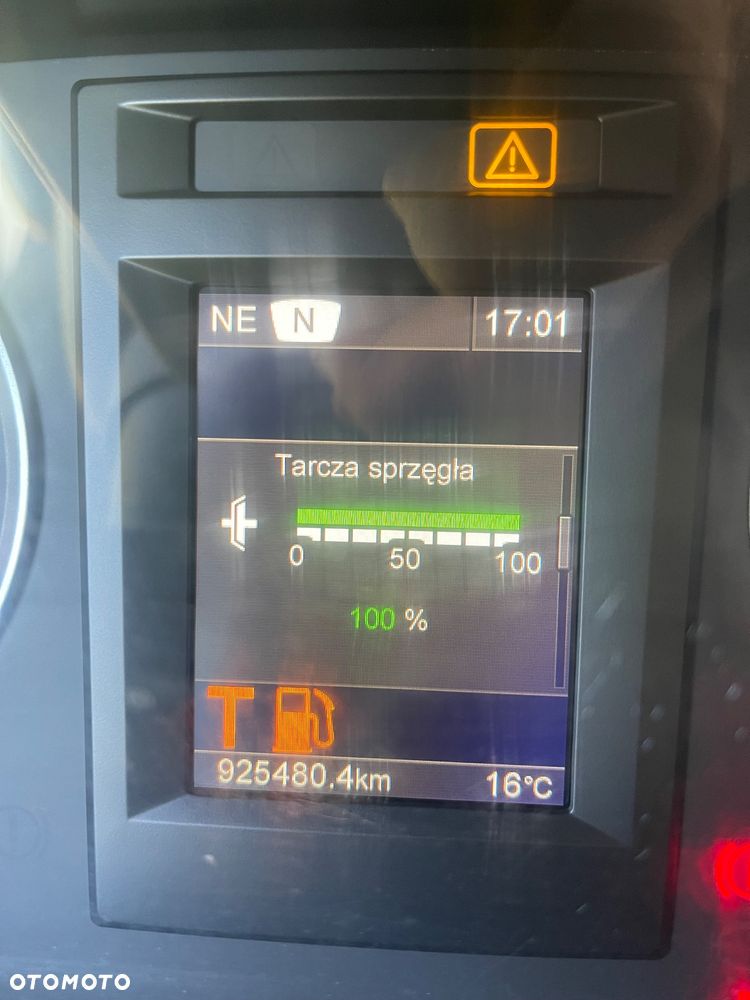 NE N 17:01
Tarcza sprzęgła
0 50 100
100 %
T
925480.4km 16°C
OTOMOTO